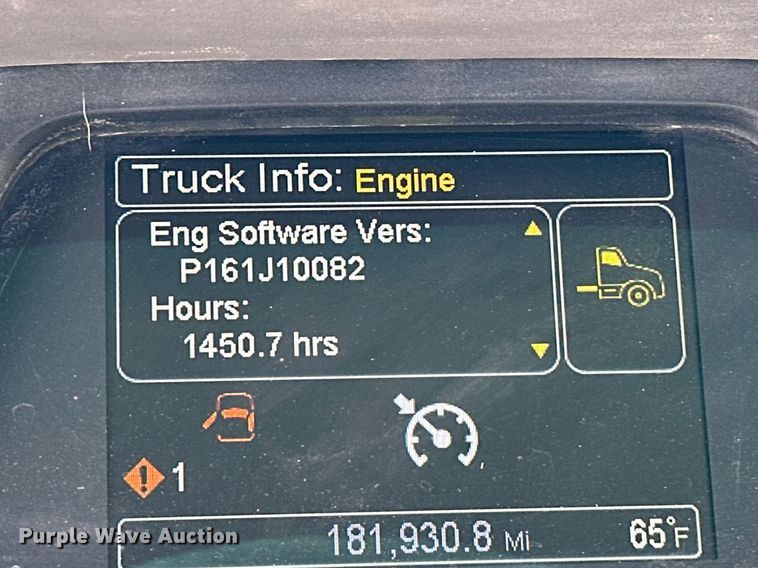 Truck Info: Engine
Eng Software Vers:
P161J10082
Hours:
1450.7 hrs
1
181,930.8 Mi 65°F
Purple Wave Auction